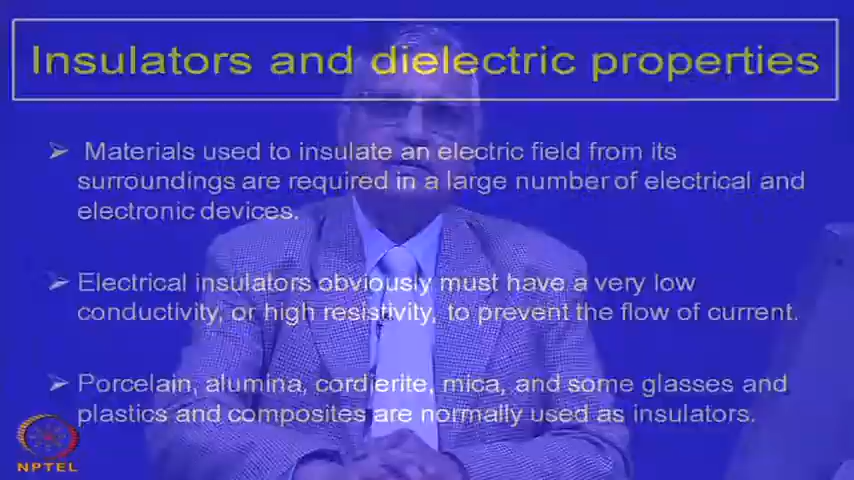 Insulators and dielectric properties
➢ Materials used to insulate an electric field from its
surroundings are required in a large number of electrical and
electronic devices.
➢ Electrical insulators obviously must have a very low
conductivity, or high resistivity, to prevent the flow of current.
➢ Porcelain, alumina, cordierite, mica, and some glasses and
plastics and composites are normally used as insulators.
NPTEL